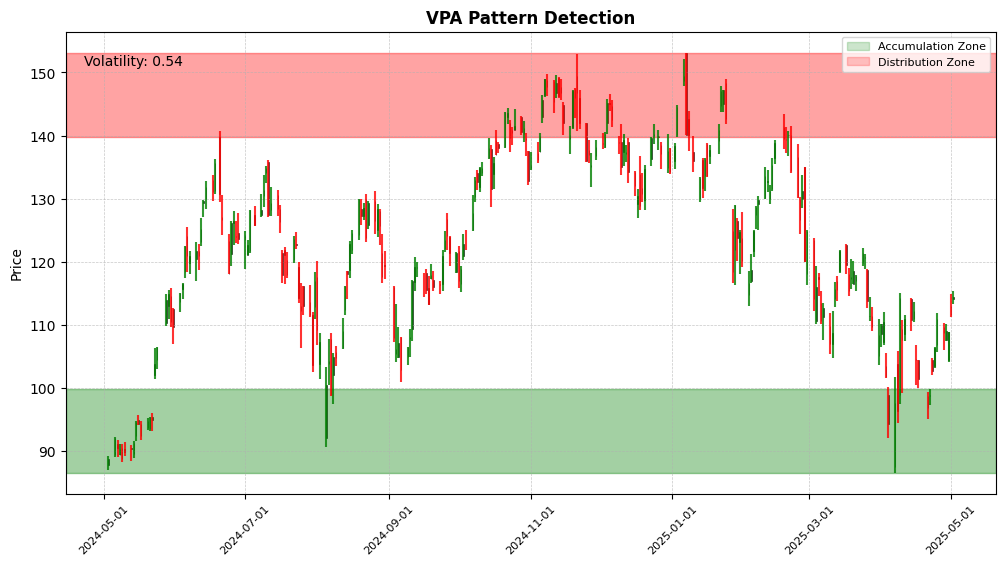 VPA Pattern Detection
Volatility: 0.54
Accumulation Zone
Distribution Zone
Price
150
140
130
120
110
100
90
2024-05-01
2024-07-01
2024-09-01
2024-11-01
2025-01-01
2025-03-01
2025-05-01